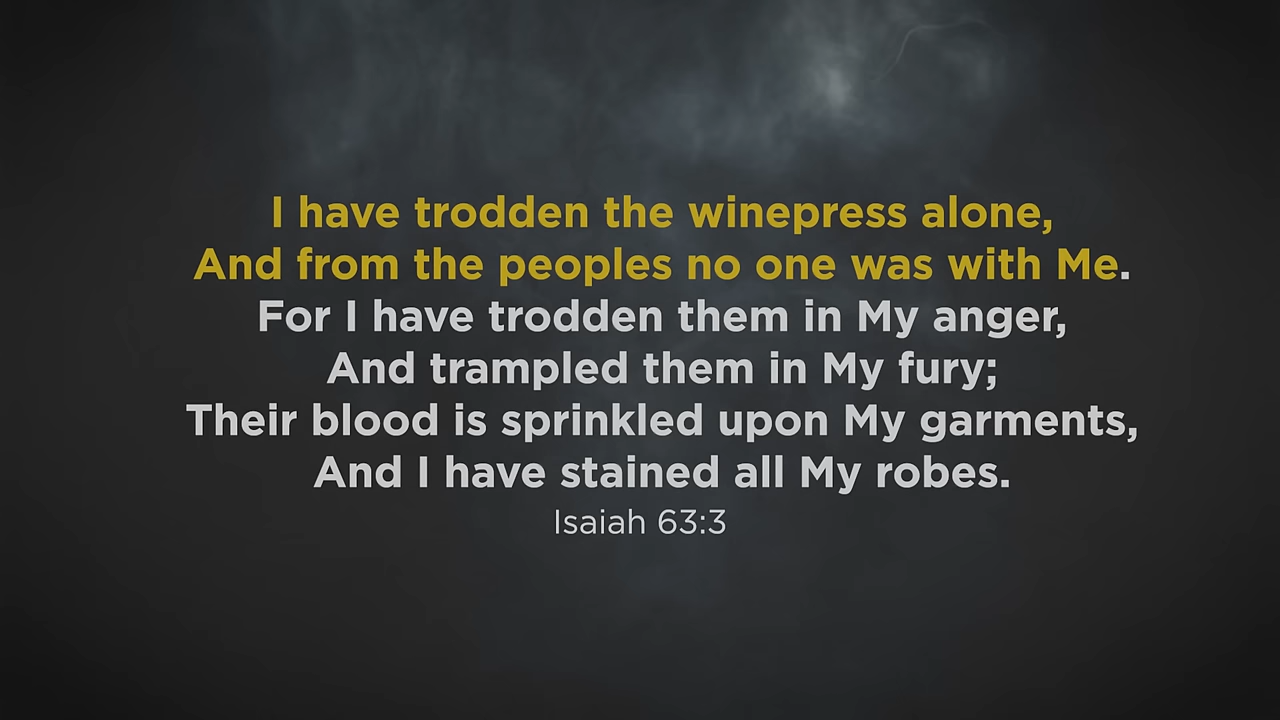 I have trodden the winepress alone,
And from the peoples no one was with Me.
For I have trodden them in My anger,
And trampled them in My fury;
Their blood is sprinkled upon My garments,
And I have stained all My robes.
Isaiah 63:3